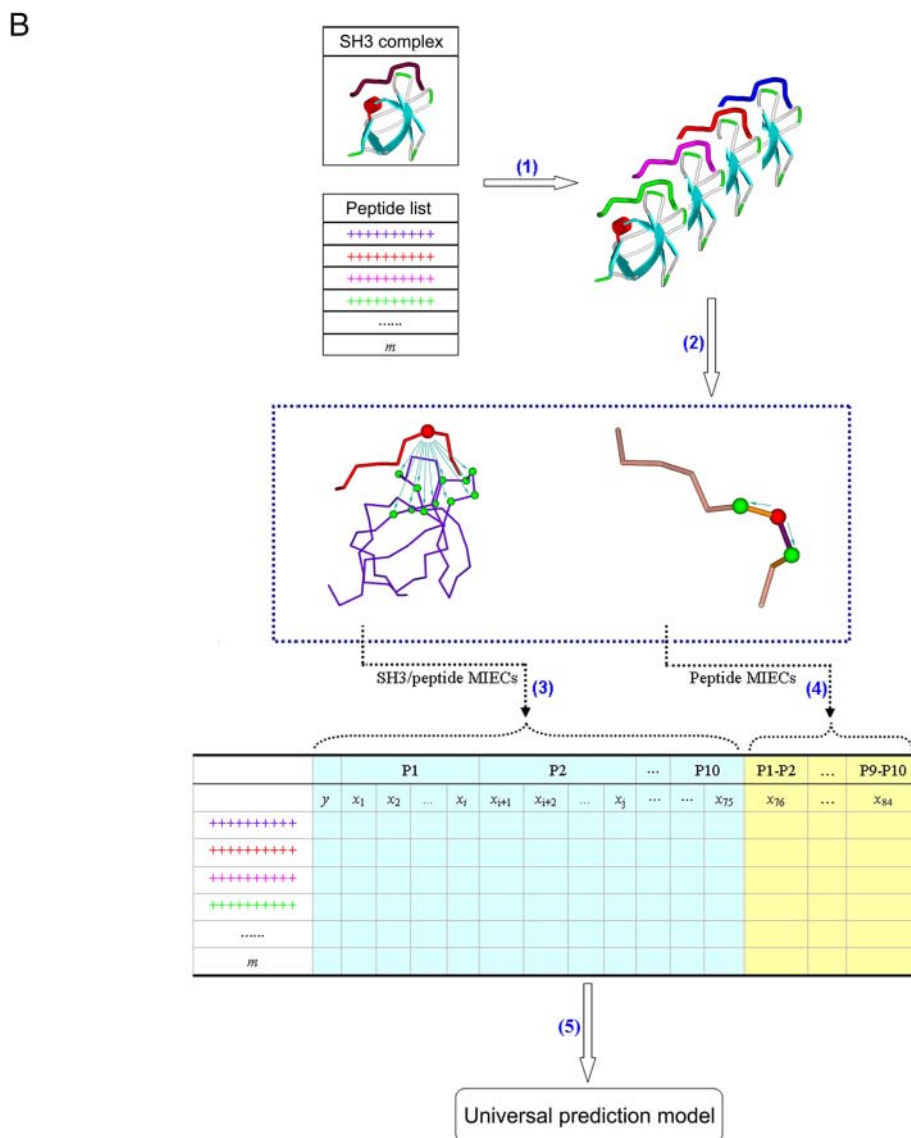 B
SH3 complex
(1)
Peptide list
++++++++++
++++++++++
++++++++++
++++++++++
......
m
(2)
SH3/peptide MIECs
(3)
Peptide MIECs
(4)
P1 P2 ... P10 P1-P2 ... P9-P10
y x1 x2 ... xi xi+1 xi+2 ... xj ... ... x75 x76 ... x84
++++++++++
++++++++++
++++++++++
++++++++++
......
m
(5)
Universal prediction model